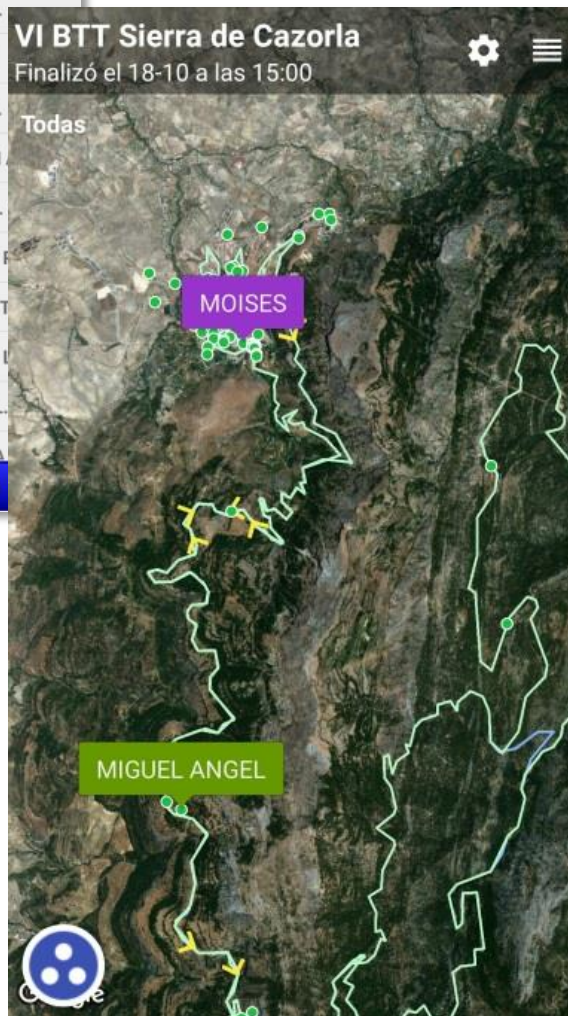 VI BTT Sierra de Cazorla
Finalizó el 18-10 a las 15:00
Todas
MOISES
MIGUEL ANGEL